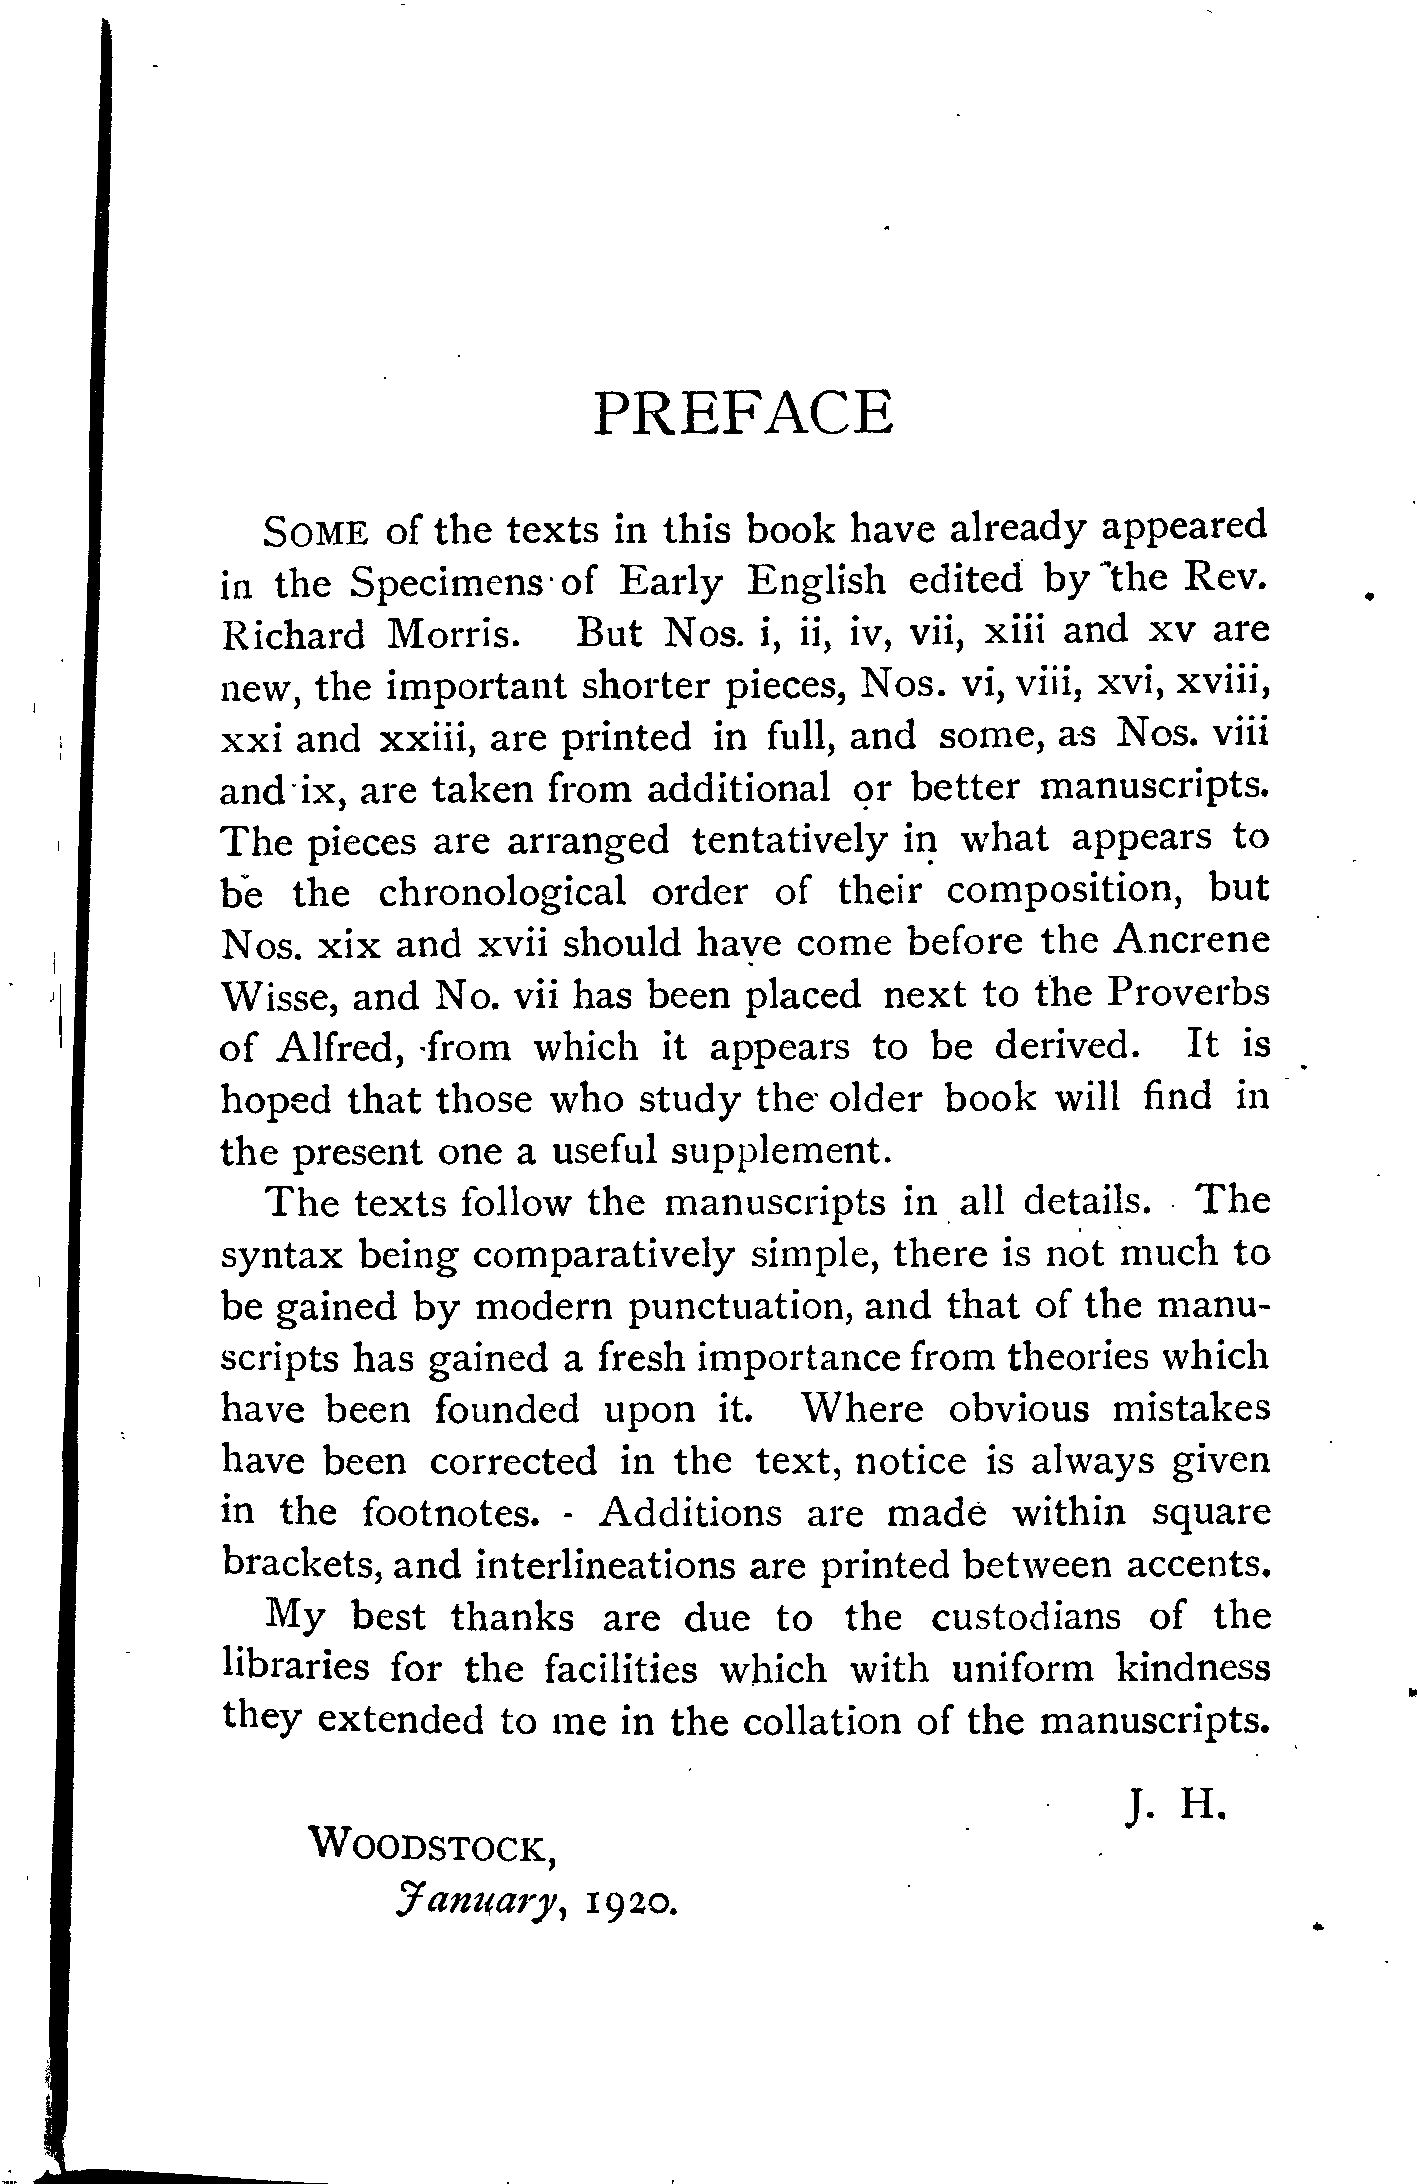 PREFACE
SOME of the texts in this book have already appeared
in the Specimens of Early English edited by the Rev.
Richard Morris. But Nos. i, ii, iv, vii, xiii and xv are
new, the important shorter pieces, Nos. vi, viii, xvi, xviii,
xxi and xxiii, are printed in full, and some, as Nos. viii
and ix, are taken from additional or better manuscripts.
The pieces are arranged tentatively in what appears to
be the chronological order of their composition, but
Nos. xix and xvii should have come before the Ancrene
Wisse, and No. vii has been placed next to the Proverbs
of Alfred, from which it appears to be derived. It is
hoped that those who study the older book will find in
the present one a useful supplement.
The texts follow the manuscripts in all details. The
syntax being comparatively simple, there is not much to
be gained by modern punctuation, and that of the manu-
scripts has gained a fresh importance from theories which
have been founded upon it. Where obvious mistakes
have been corrected in the text, notice is always given
in the footnotes. Additions are made within square
brackets, and interlineations are printed between accents.
My best thanks are due to the custodians of the
libraries for the facilities which with uniform kindness
they extended to me in the collation of the manuscripts.
J. H.
WOODSTOCK,
January, 1920.